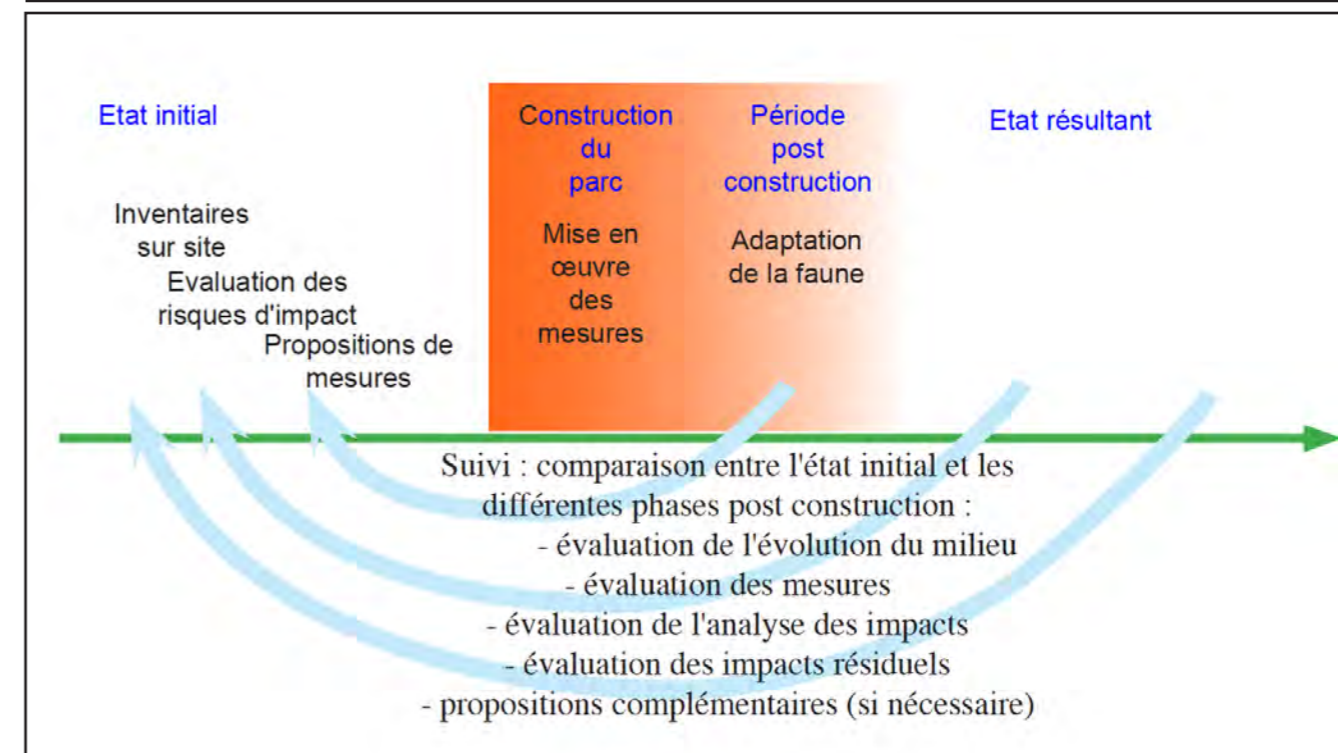 Etat initial
Inventaires
sur site
Evaluation des
risques d'impact
Propositions de
mesures
Construction
du
parc
Mise en
œuvre
des
mesures
Période
post
construction
Adaptation
de la faune
Etat résultant
Suivi : comparaison entre l'état initial et les
différentes phases post construction :
- évaluation de l'évolution du milieu
- évaluation des mesures
- évaluation de l'analyse des impacts
- évaluation des impacts résiduels
- propositions complémentaires (si nécessaire)